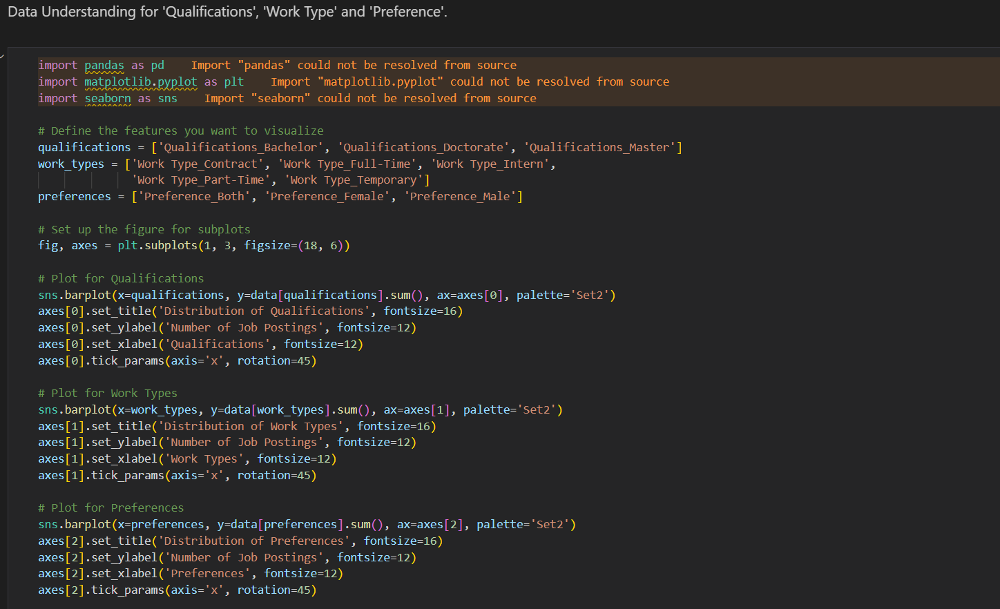 Data Understanding for 'Qualifications', 'Work Type' and 'Preference'.
import pandas as pd    Import "pandas" could not be resolved from source
import matplotlib.pyplot as plt    Import "matplotlib.pyplot" could not be resolved from source
import seaborn as sns    Import "seaborn" could not be resolved from source
# Define the features you want to visualize
qualifications = ['Qualifications_Bachelor', 'Qualifications_Doctorate', 'Qualifications_Master']
work_types = ['Work Type_Contract', 'Work Type_Full-Time', 'Work Type_Intern',
              'Work Type_Part-Time', 'Work Type_Temporary']
preferences = ['Preference_Both', 'Preference_Female', 'Preference_Male']
# Set up the figure for subplots
fig, axes = plt.subplots(1, 3, figsize=(18, 6))
# Plot for Qualifications
sns.barplot(x=qualifications, y=data[qualifications].sum(), ax=axes[0], palette='Set2')
axes[0].set_title('Distribution of Qualifications', fontsize=16)
axes[0].set_ylabel('Number of Job Postings', fontsize=12)
axes[0].set_xlabel('Qualifications', fontsize=12)
axes[0].tick_params(axis='x', rotation=45)
# Plot for Work Types
sns.barplot(x=work_types, y=data[work_types].sum(), ax=axes[1], palette='Set2')
axes[1].set_title('Distribution of Work Types', fontsize=16)
axes[1].set_ylabel('Number of Job Postings', fontsize=12)
axes[1].set_xlabel('Work Types', fontsize=12)
axes[1].tick_params(axis='x', rotation=45)
# Plot for Preferences
sns.barplot(x=preferences, y=data[preferences].sum(), ax=axes[2], palette='Set2')
axes[2].set_title('Distribution of Preferences', fontsize=16)
axes[2].set_ylabel('Number of Job Postings', fontsize=12)
axes[2].set_xlabel('Preferences', fontsize=12)
axes[2].tick_params(axis='x', rotation=45)